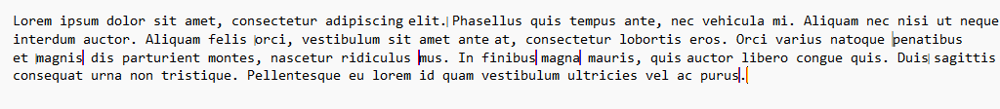 Lorem ipsum dolor sit amet, consectetur adipiscing elit. Phasellus quis tempus ante, nec vehicula mi. Aliquam nec nisi ut neque
interdum auctor. Aliquam felis orci, vestibulum sit amet ante at, consectetur lobortis eros. Orci varius natoque penatibus
et magnis dis parturient montes, nascetur ridiculus mus. In finibus magna mauris, quis auctor libero congue quis. Duis sagittis
consequat urna non tristique. Pellentesque eu lorem id quam vestibulum ultricies vel ac purus.